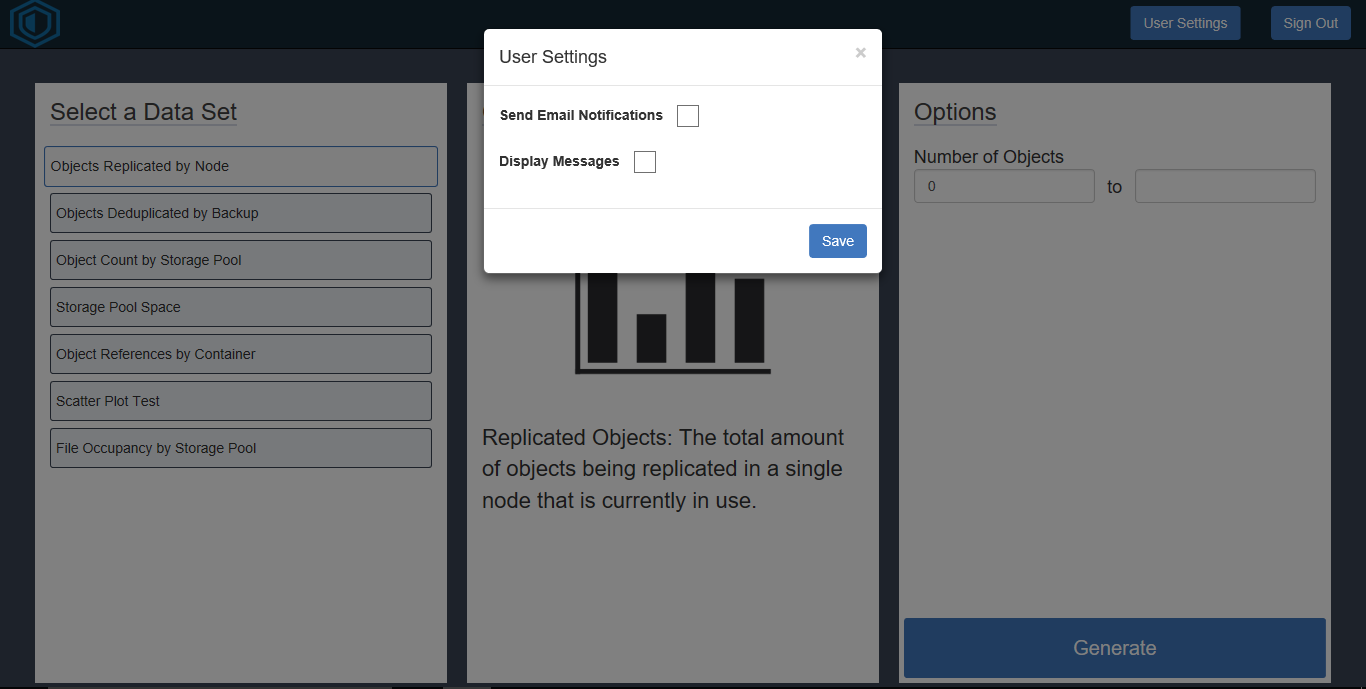 User Settings
Sign Out
User Settings
×
Send Email Notifications
Display Messages
Save
Select a Data Set
Objects Replicated by Node
Objects Deduplicated by Backup
Object Count by Storage Pool
Storage Pool Space
Object References by Container
Scatter Plot Test
File Occupancy by Storage Pool
Replicated Objects: The total amount
of objects being replicated in a single
node that is currently in use.
Options
Number of Objects
0 to
Generate